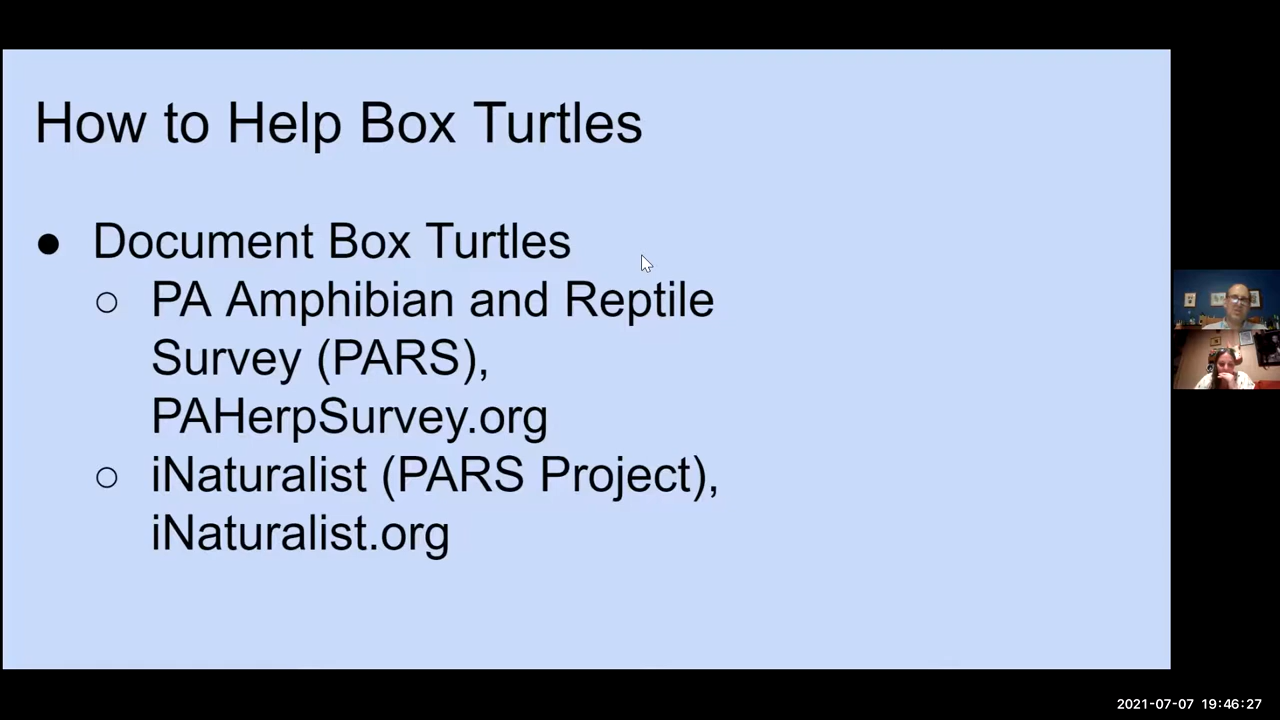 How to Help Box Turtles
● Document Box Turtles
○ PA Amphibian and Reptile
Survey (PARS),
PAHerpSurvey.org
○ iNaturalist (PARS Project),
iNaturalist.org
2021-07-07 19:46:27